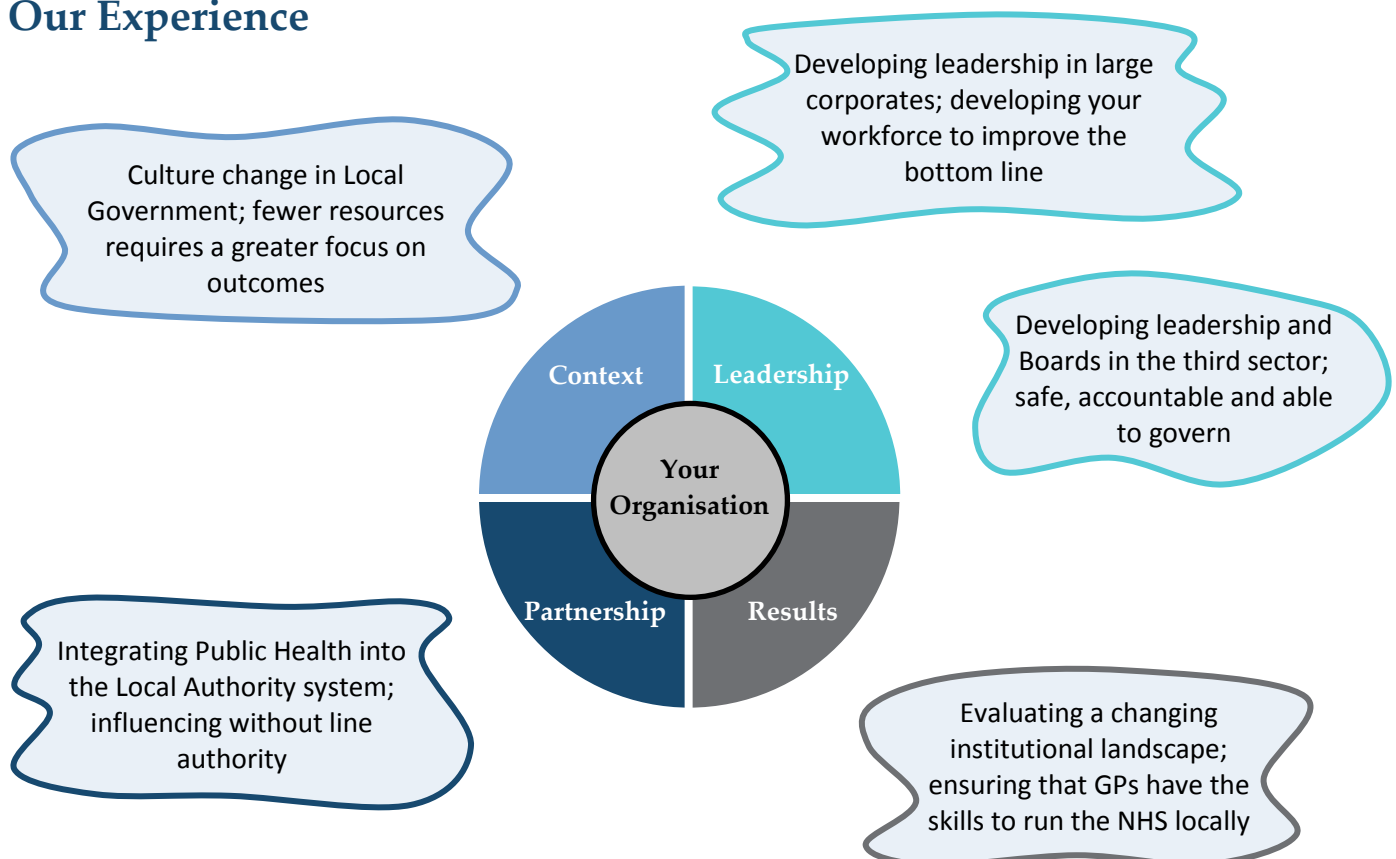 Our Experience
Developing leadership in large
corporates; developing your
workforce to improve the
bottom line
Culture change in Local
Government; fewer resources
requires a greater focus on
outcomes
Developing leadership and
Boards in the third sector;
safe, accountable and able
to govern
Context
Leadership
Your
Organisation
Partnership
Results
Integrating Public Health into
the Local Authority system;
influencing without line
authority
Evaluating a changing
institutional landscape;
ensuring that GPs have the
skills to run the NHS locally